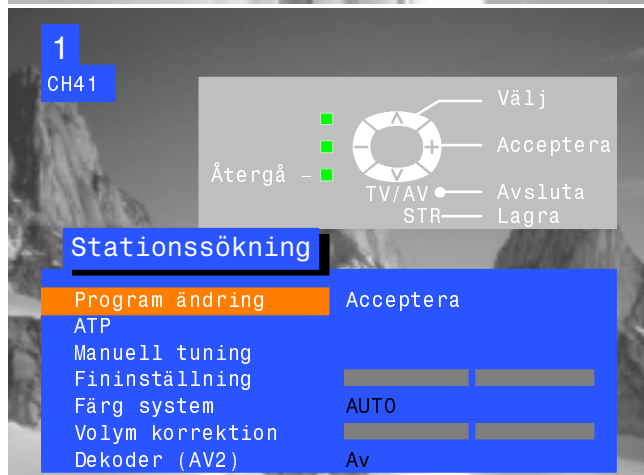 1
CH41
Välj
Acceptera
Återgå –
TV/AV Avsluta
STR Lagra
Stationssökning
Program ändring Acceptera
ATP
Manuell tuning
Fininställning
Färg system AUTO
Volym korrektion
Dekoder (AV2) Av